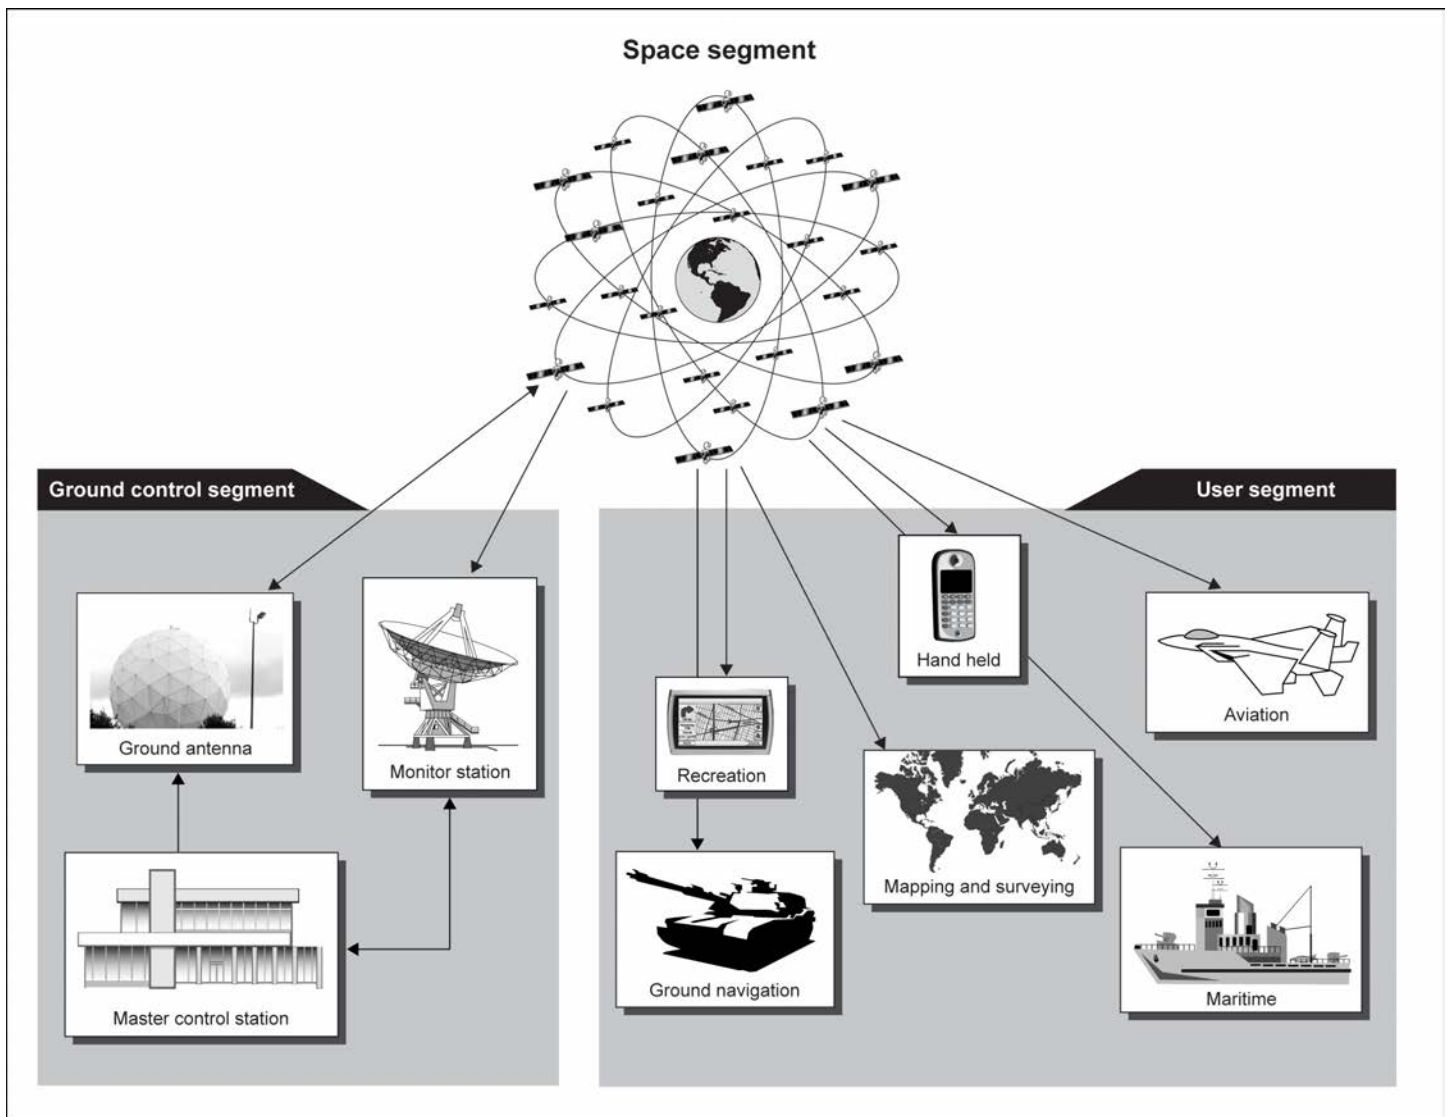 Space segment
Ground control segment
User segment
Ground antenna
Monitor station
Master control station
Recreation
Ground navigation
Mapping and surveying
Hand held
Aviation
Maritime